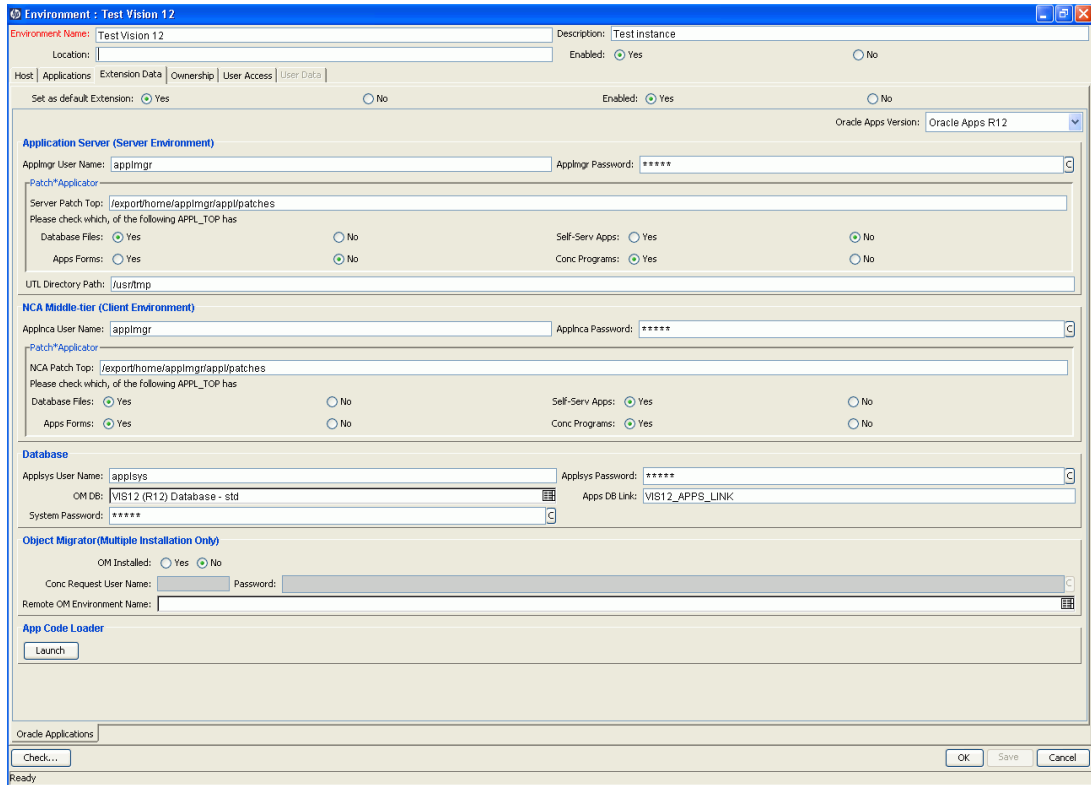 Environment : Test Vision 12
Environment Name: Test Vision 12 Description: Test instance
Location: Enabled: Yes No
Host Applications Extension Data Ownership User Access User Data
Set as default Extension: Yes No Enabled: Yes No
Oracle Apps Version: Oracle Apps R12
Application Server (Server Environment)
Applmgr User Name: applmgr Applmgr Password: ***** C
Patch*Applicator
Server Patch Top: /export/home/applmgr/appl/patches
Please check which, of the following APPL_TOP has
Database Files: Yes No Self-Serv Apps: Yes No
Apps Forms: Yes No Conc Programs: Yes No
UTL Directory Path: /usr/tmp
NCA Middle-tier (Client Environment)
Applnca User Name: applmgr Applnca Password: ***** C
Patch*Applicator
NCA Patch Top: /export/home/applmgr/appl/patches
Please check which, of the following APPL_TOP has
Database Files: Yes No Self-Serv Apps: Yes No
Apps Forms: Yes No Conc Programs: Yes No
Database
Applsys User Name: applsys Applsys Password: ***** C
OM DB: VIS12 (R12) Database - std Apps DB Link: VIS12_APPS_LINK
System Password: ***** C
Object Migrator(Multiple Installation Only)
OM Installed: Yes No
Conc Request User Name: Password: C
Remote OM Environment Name:
App Code Loader
Launch
Oracle Applications
Check... OK Save Cancel
Ready